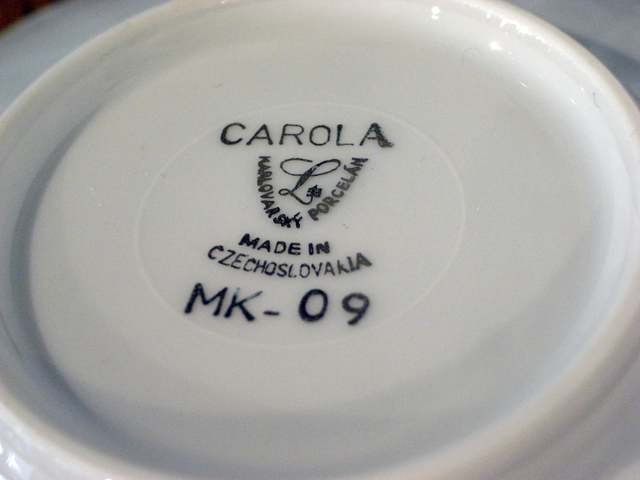 CAROLA
L
KARLOVARSKÝ PORCELÁN
MADE IN
CZECHOSLOVAKIA
MK-09